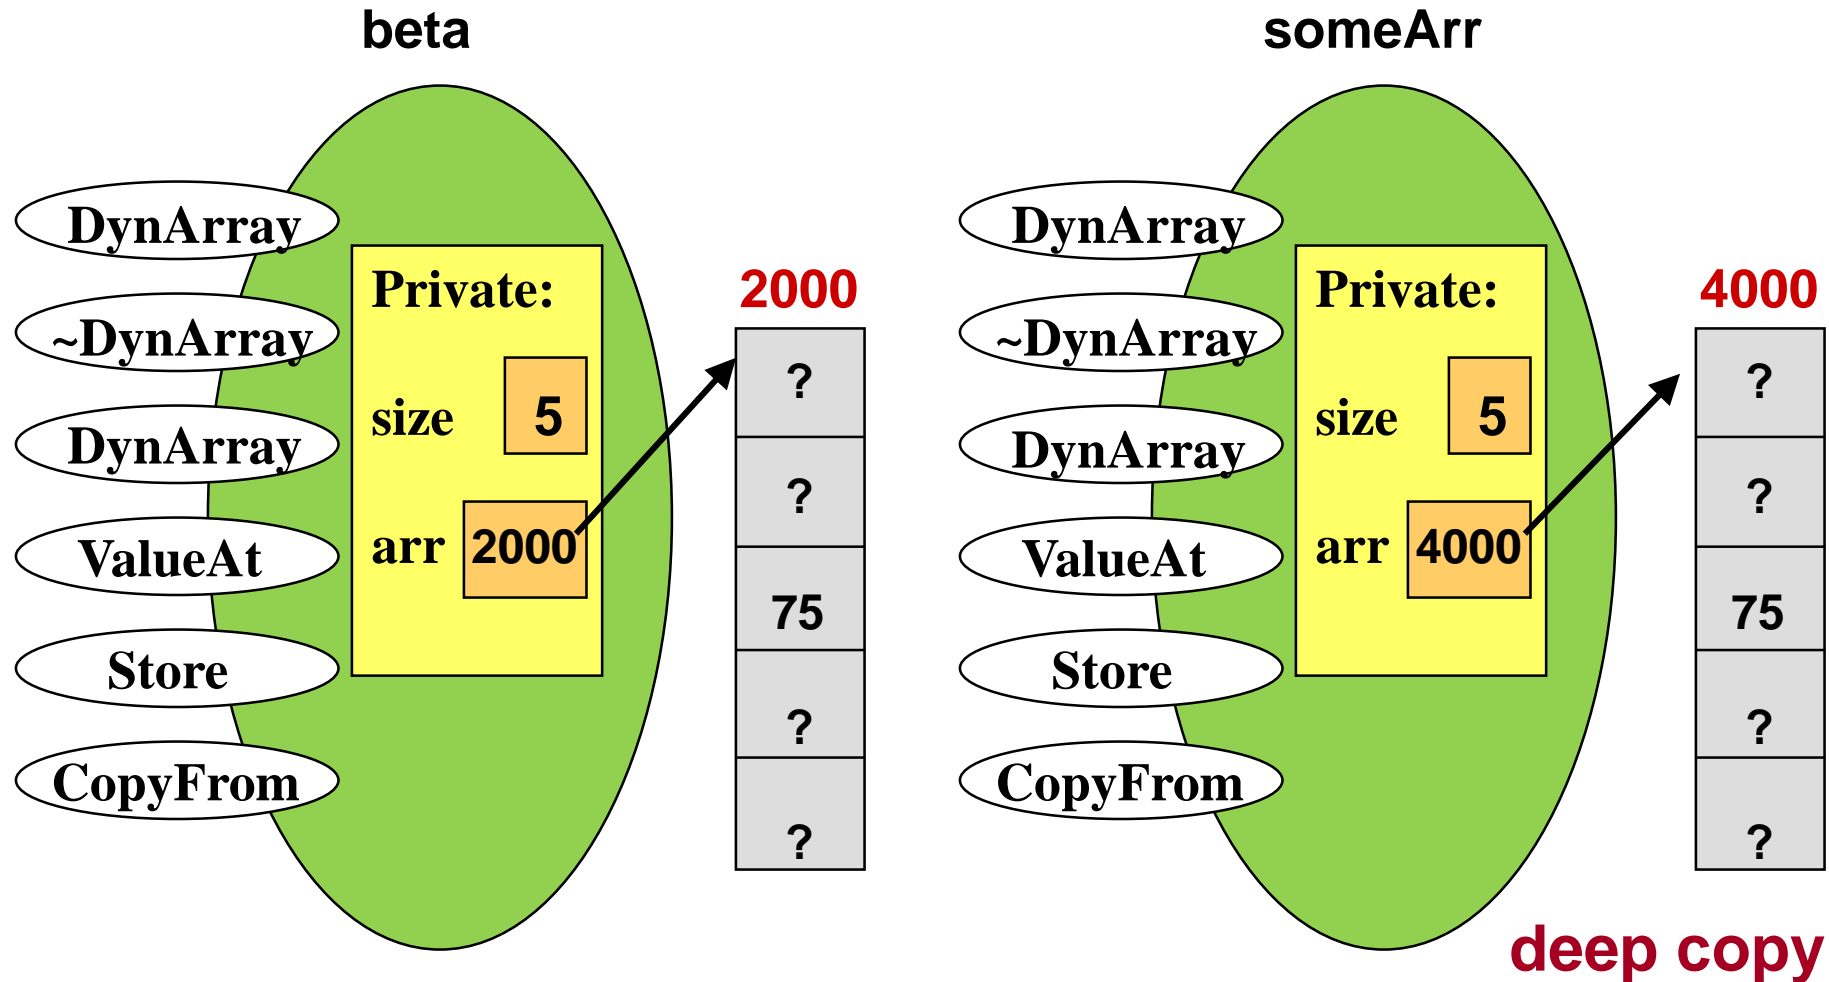 beta
DynArray
~DynArray
DynArray
ValueAt
Store
CopyFrom
Private:
size 5
arr 2000
2000
?
?
75
?
?
someArr
DynArray
~DynArray
DynArray
ValueAt
Store
CopyFrom
Private:
size 5
arr 4000
4000
?
?
75
?
?
deep copy